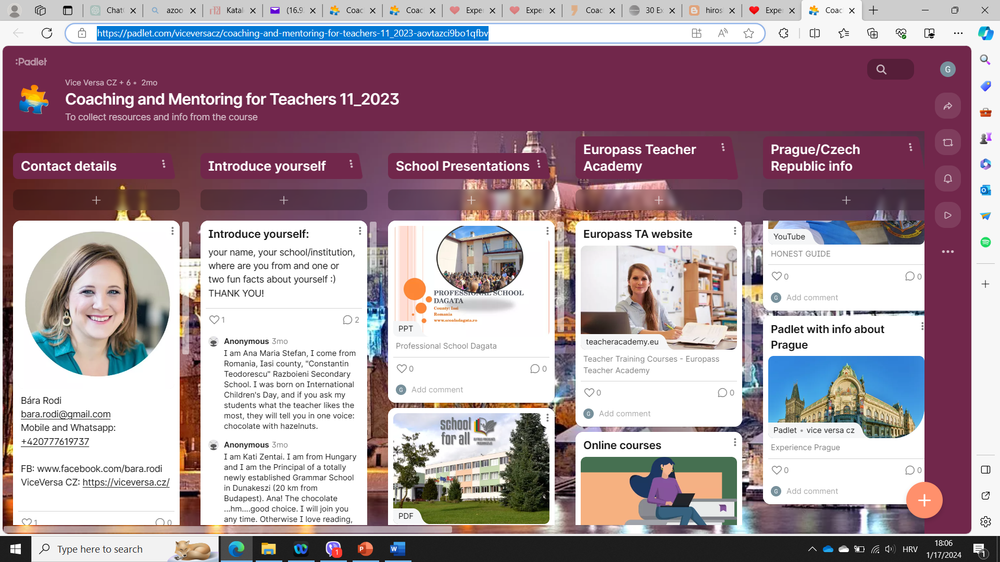 ChatG
azoo
Katal
(16.9.
Coac
Coac
Exper
Exper
Coac
30 Ex
hirosl
Expe
Coac
https://padlet.com/viceversacz/coaching-and-mentoring-for-teachers-11_2023-aovtazci9bo1qfbv
:Padlet
G
Vice Versa CZ + 6 • 2mo
Coaching and Mentoring for Teachers 11_2023
To collect resources and info from the course
Contact details
Bára Rodi
bara.rodi@gmail.com
Mobile and Whatsapp:
+420777619737
FB: www.facebook.com/bara.rodi
ViceVersa CZ: https://viceversa.cz/
1
0
Introduce yourself
Introduce yourself:
your name, your school/institution,
where are you from and one or
two fun facts about yourself :)
THANK YOU!
1
2
Anonymous 3mo
I am Ana Maria Stefan, I come from
Romania, Iasi county, "Constantin
Teodorescu" Razboieni Secondary
School. I was born on International
Children's Day, and if you ask my
students what the teacher likes the
most, they will tell you in one voice:
chocolate with hazelnuts.
Anonymous 3mo
I am Kati Zentai. I am from Hungary
and I am the Principal of a totally
newly established Grammar School
in Dunakeszi (20 km from
Budapest). Ana! The chocolate
...hm....good choice. I will join you
any time. Otherwise I love reading,
School Presentations
PROFESSIONAL SCHOOL
DAGATA
County: Iasi
Romania
www.scoaladagata.ro
PPT
Professional School Dagata
0
0
G
Add comment
school
for all
PDF
Europass Teacher
Academy
Europass TA website
teacheracademy.eu
Teacher Training Courses - Europass
Teacher Academy
0
0
G
Add comment
Online courses
Prague/Czech
Republic info
YouTube
HONEST GUIDE
0
0
G
Add comment
Padlet with info about
Prague
Padlet • vice versa cz
Experience Prague
0
0
G
Add comment
Type here to search
1
HRV
18:06
1/17/2024
1